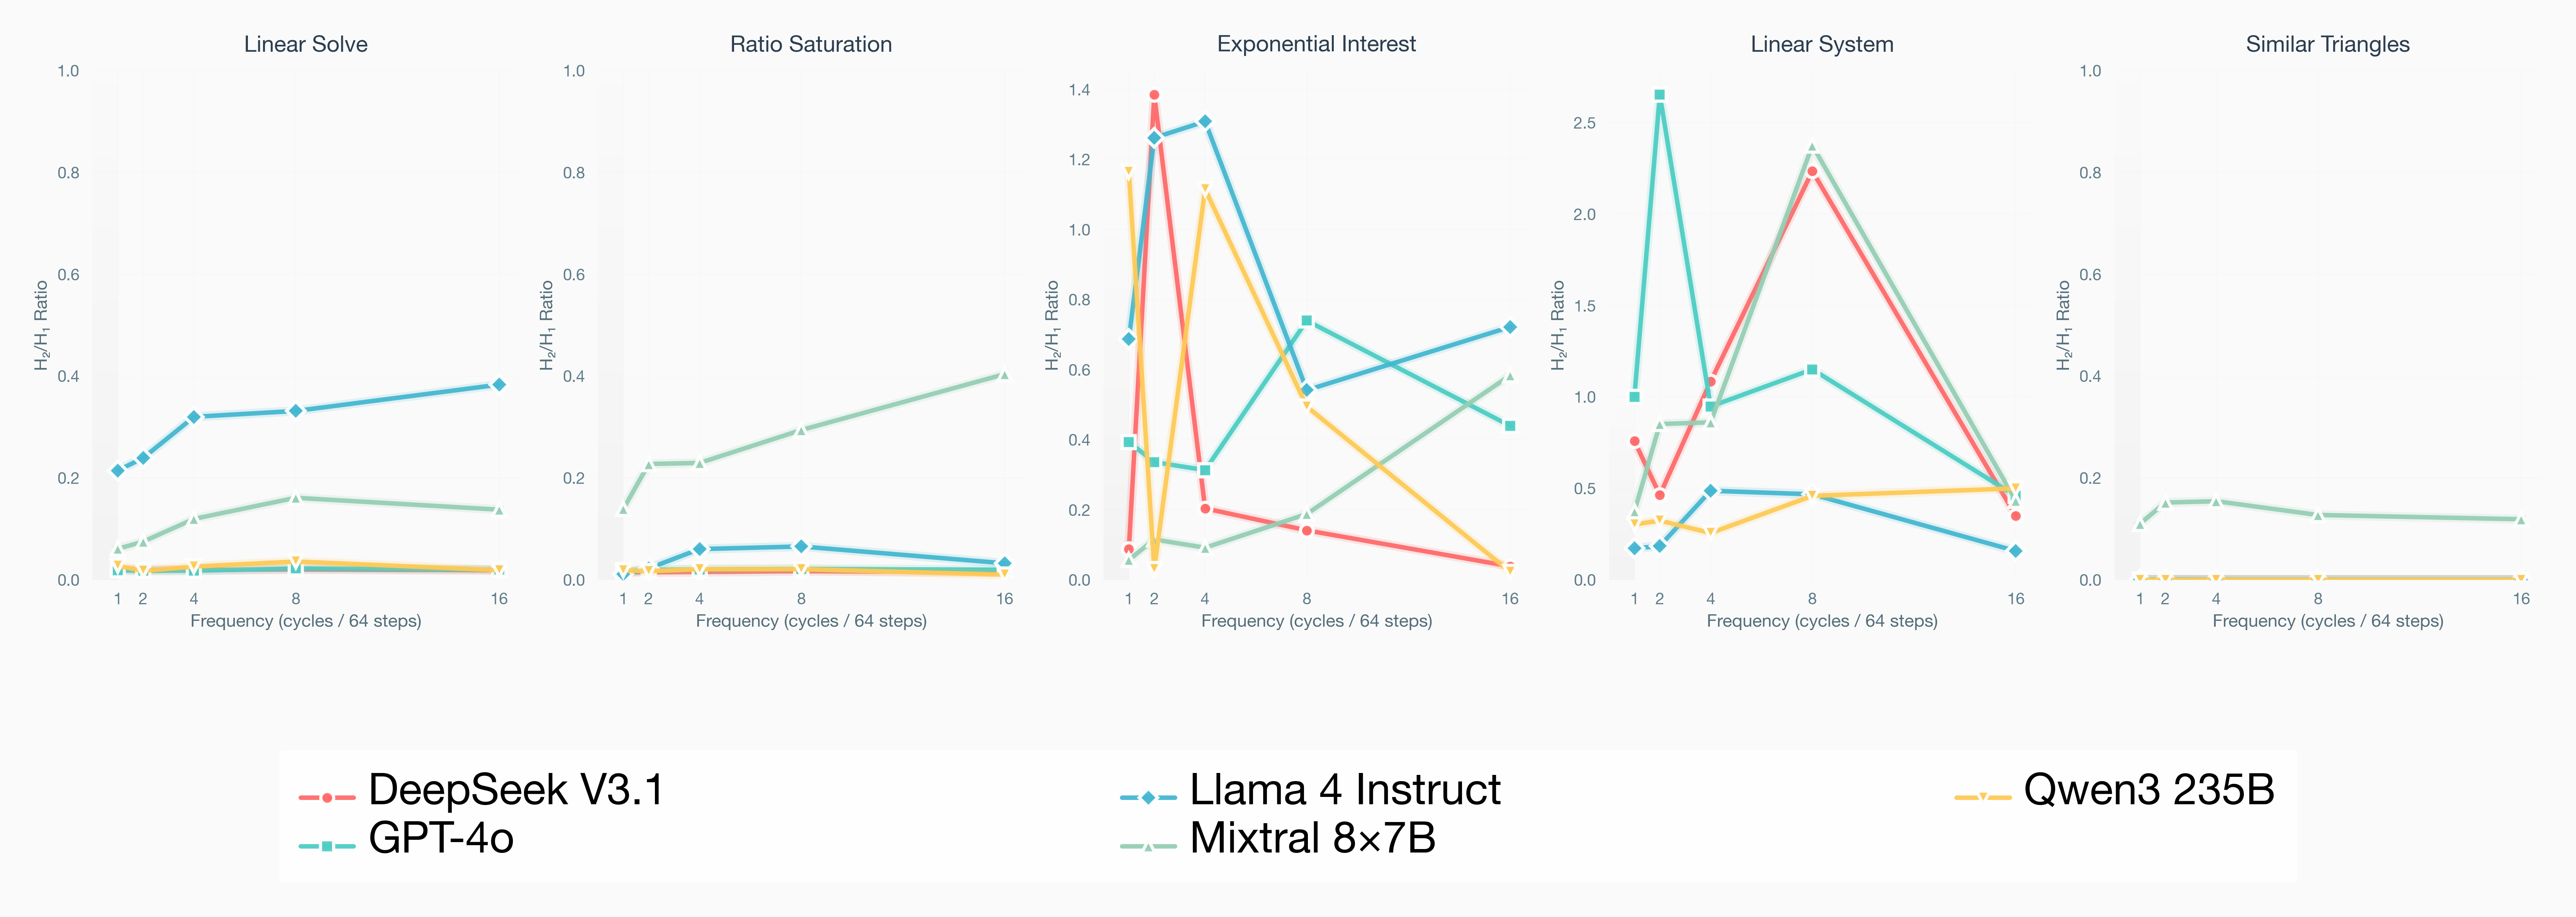 Linear Solve
1.0
0.8
0.6
0.4
0.2
0.0
H₂/H₁ Ratio
1 2 4 8 16
Frequency (cycles / 64 steps)
Ratio Saturation
1.0
0.8
0.6
0.4
0.2
0.0
H₂/H₁ Ratio
1 2 4 8 16
Frequency (cycles / 64 steps)
Exponential Interest
1.4
1.2
1.0
0.8
0.6
0.4
0.2
0.0
H₂/H₁ Ratio
1 2 4 8 16
Frequency (cycles / 64 steps)
Linear System
2.5
2.0
1.5
1.0
0.5
0.0
H₂/H₁ Ratio
1 2 4 8 16
Frequency (cycles / 64 steps)
Similar Triangles
1.0
0.8
0.6
0.4
0.2
0.0
H₂/H₁ Ratio
1 2 4 8 16
Frequency (cycles / 64 steps)
DeepSeek V3.1
GPT-4o
Llama 4 Instruct
Mixtral 8×7B
Qwen3 235B